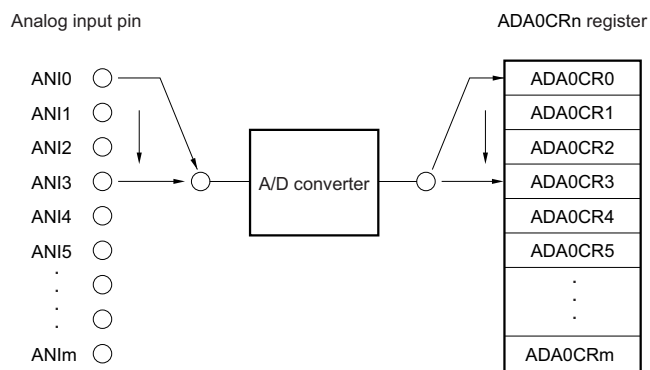 Analog input pin
ADA0CRn register
ANI0
ANI1
ANI2
ANI3
ANI4
ANI5
.
.
.
.
ANIm
A/D converter
ADA0CR0
ADA0CR1
ADA0CR2
ADA0CR3
ADA0CR4
ADA0CR5
.
.
.
ADA0CRm